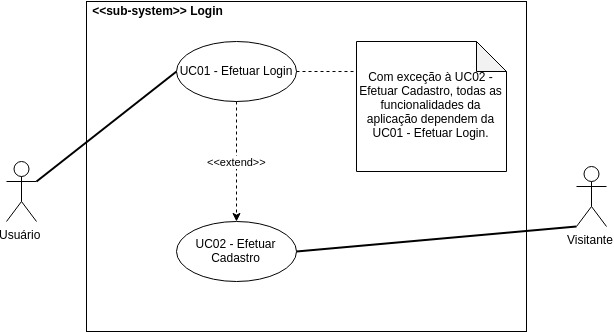 <<sub-system>> Login
UC01 - Efetuar Login
Com exceção à UC02 -
Efetuar Cadastro, todas as
funcionalidades da
aplicação dependem da
UC01 - Efetuar Login.
<<extend>>
Usuário
UC02 - Efetuar
Cadastro
Visitante